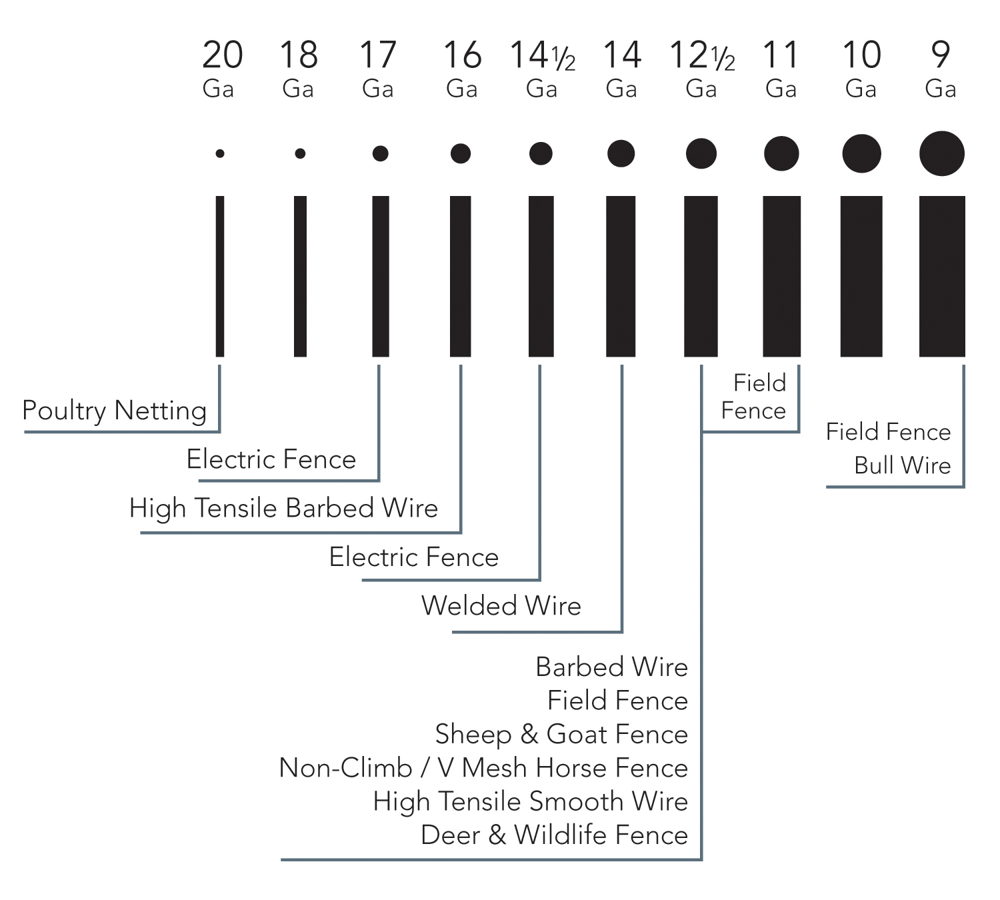 20 18 17 16 14½ 14 12½ 11 10 9
Ga Ga Ga Ga Ga Ga Ga Ga Ga Ga
Field
Fence
Poultry Netting
Field Fence
Bull Wire
Electric Fence
High Tensile Barbed Wire
Electric Fence
Welded Wire
Barbed Wire
Field Fence
Sheep & Goat Fence
Non-Climb / V Mesh Horse Fence
High Tensile Smooth Wire
Deer & Wildlife Fence